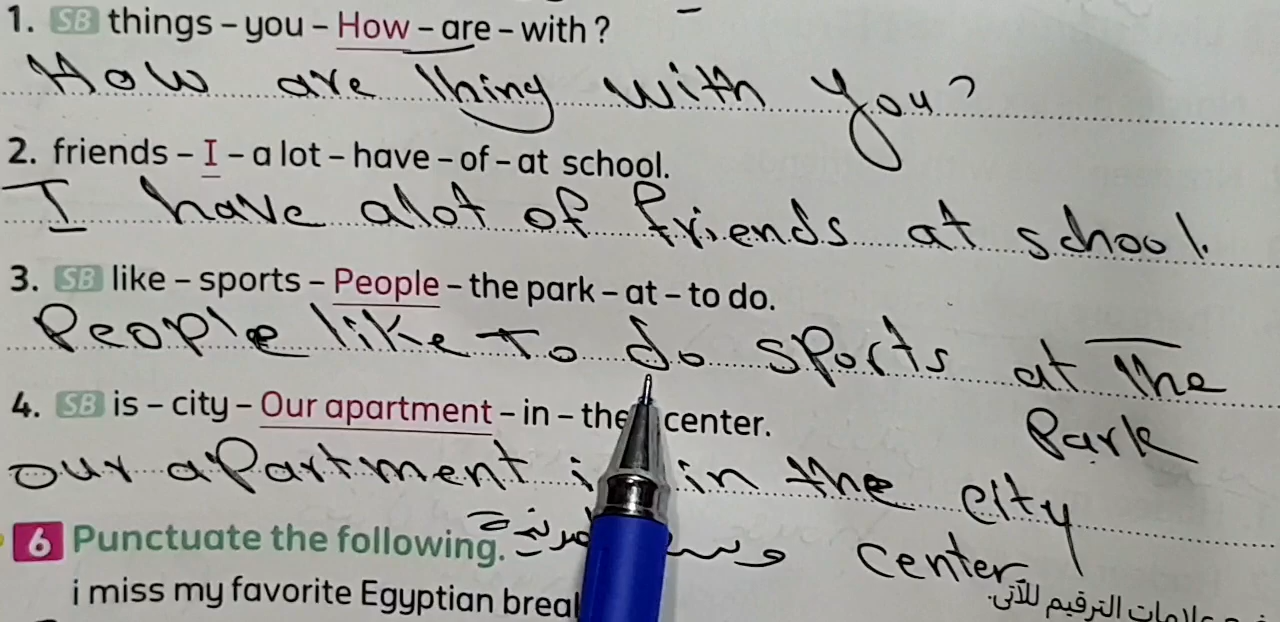 1. SB things – you – How – are – with ?
How are thing with you?
2. friends – I – a lot – have – of – at school.
I have alot of friends at school.
3. SB like – sports – People – the park – at – to do.
People like To do sports at The
Park
4. SB is – city – Our apartment – in – the center.
our apartment in the city
center
6 Punctuate the following.
i miss my favorite Egyptian
علامات الترقيم للآتي.